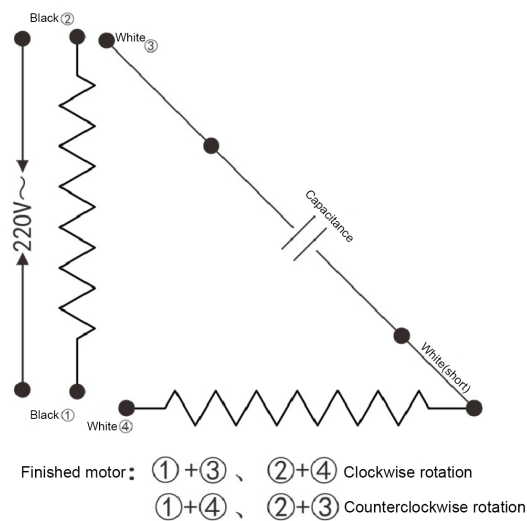 Black②
White③
220V～
Capacitance
White(short)
Black①
White④
Finished motor： ①+③、 ②+④ Clockwise rotation
①+④、 ②+③ Counterclockwise rotation